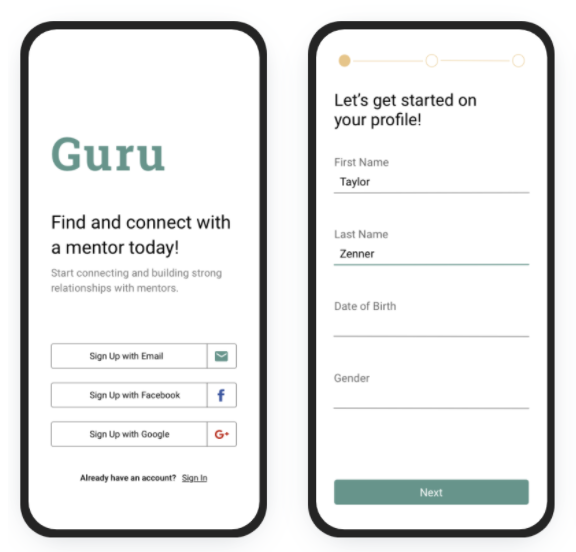 Guru
Find and connect with
a mentor today!
Start connecting and building strong
relationships with mentors.
Sign Up with Email
Sign Up with Facebook
f
Sign Up with Google
G+
Already have an account? Sign In
Let's get started on
your profile!
First Name
Taylor
Last Name
Zenner
Date of Birth
Gender
Next